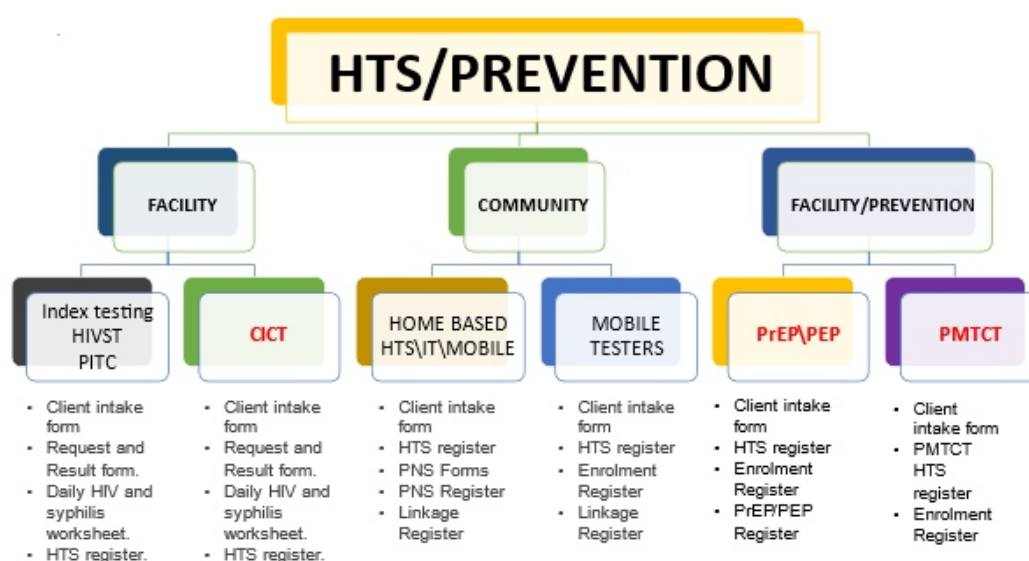 HTS/PREVENTION
FACILITY
COMMUNITY
FACILITY/PREVENTION
Index testing
HIVST
PITC
CICT
HOME BASED
HTS\IT\MOBILE
MOBILE
TESTERS
PrEP\PEP
PMTCT
▪ Client intake
form
▪ Request and
Result form.
▪ Daily HIV and
syphilis
worksheet.
▪ HTS register.
▪ Client intake
form
▪ Request and
Result form.
▪ Daily HIV and
syphilis
worksheet.
▪ HTS register.
▪ Client intake
form
▪ HTS register
▪ PNS Forms
▪ PNS Register
▪ Linkage
Register
▪ Client intake
form
▪ HTS register
▪ Enrolment
Register
▪ Linkage
Register
▪ Client intake
form
▪ HTS register
▪ Enrolment
Register
▪ PrEP/PEP
Register
▪ Client
intake form
▪ PMTCT
HTS
register
▪ Enrolment
Register